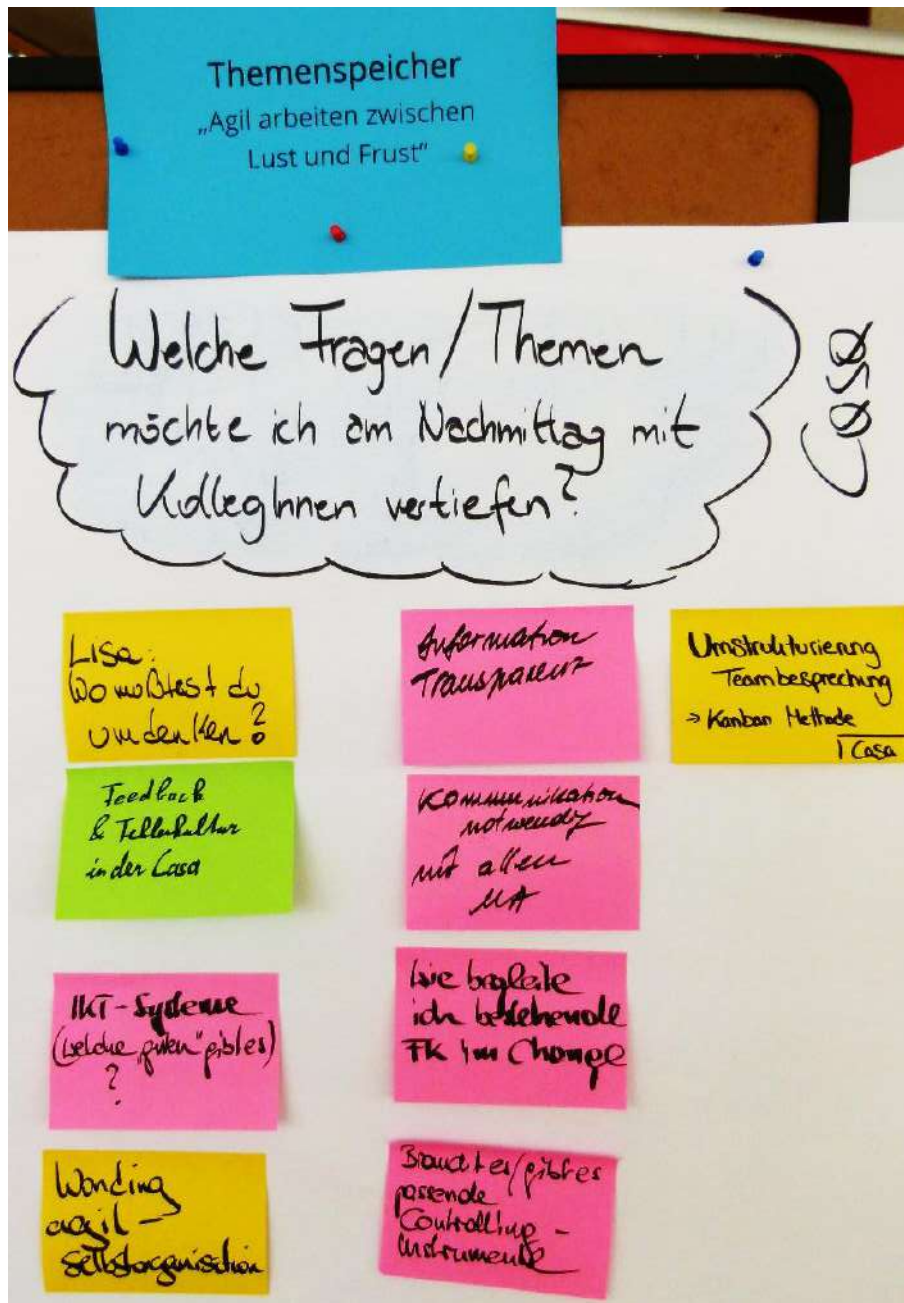 Themenspeicher
„Agil arbeiten zwischen
Lust und Frust“
Welche Fragen/Themen
möchte ich am Nachmittag mit
KollegInnen vertiefen?
Casa
Lisa:
Wo mußtest du
umdenken?
Feedback
& Fehlerkultur
in der Casa
IKT-Systeme
(welche „guten“ gibt es)
?
agil -
Selbstorganisation
Information
Transparenz
Kommunikation
notwendig
mit allen
MA
Wie begleite
ich bestehende
FK im Change
Braucht es/gibt es
passende
Controlling -
Instrumente
Umstrukturierung
Teambesprechung
→ Kanban Methode
Casa